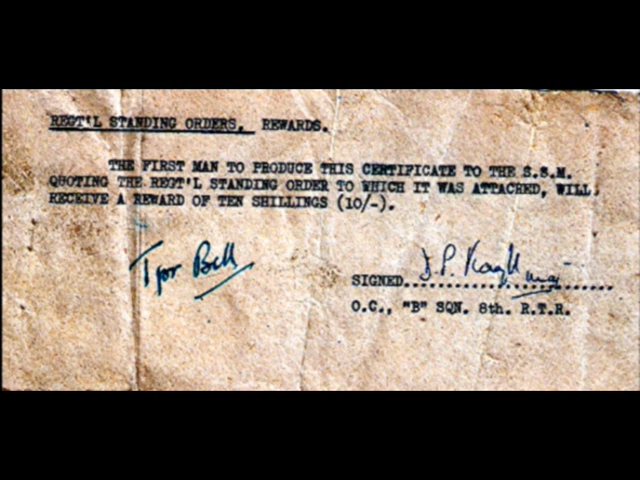 REGT'L STANDING ORDERS, REWARDS.
THE FIRST MAN TO PRODUCE THIS CERTIFICATE TO THE S.S.M.
QUOTING THE REGT'L STANDING ORDER TO WHICH IT WAS ATTACHED, WILL
RECEIVE A REWARD OF TEN SHILLINGS (10/-).
Tpr Bell
SIGNED
O.C., "B" SQN. 8th. R.T.R.